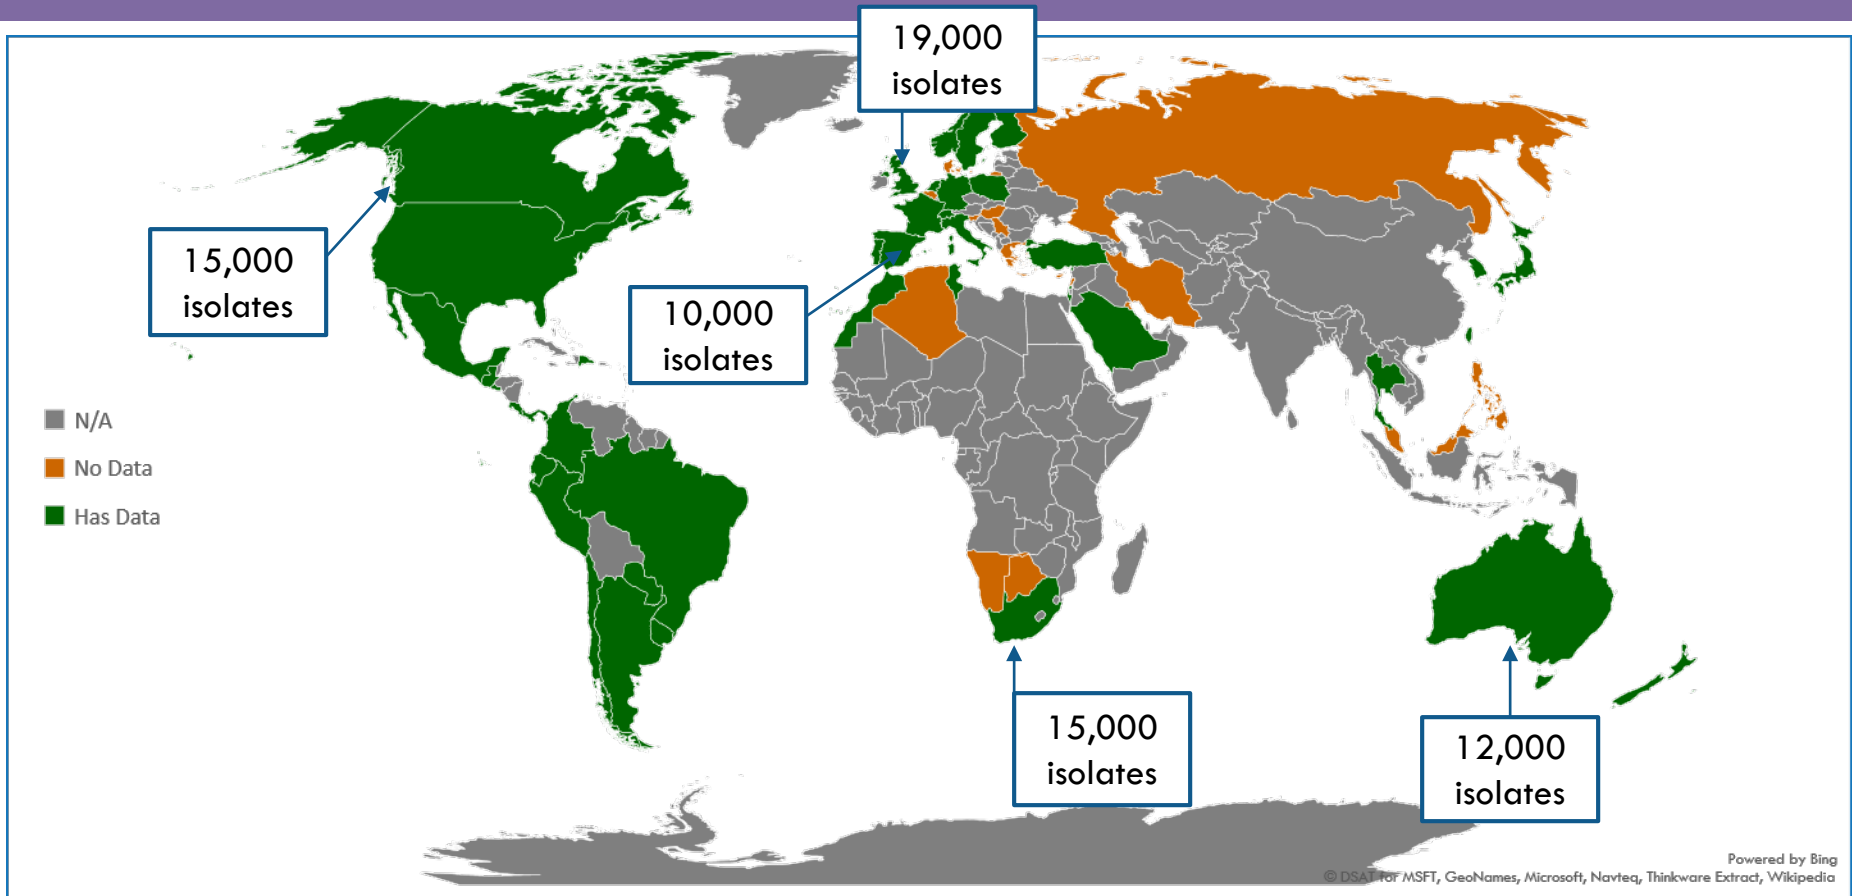 19,000
isolates
15,000
isolates
10,000
isolates
N/A
No Data
Has Data
15,000
isolates
12,000
isolates
Powered by Bing
© DSAT for MSFT, GeoNames, Microsoft, Navteq, Thinkware Extract, Wikipedia